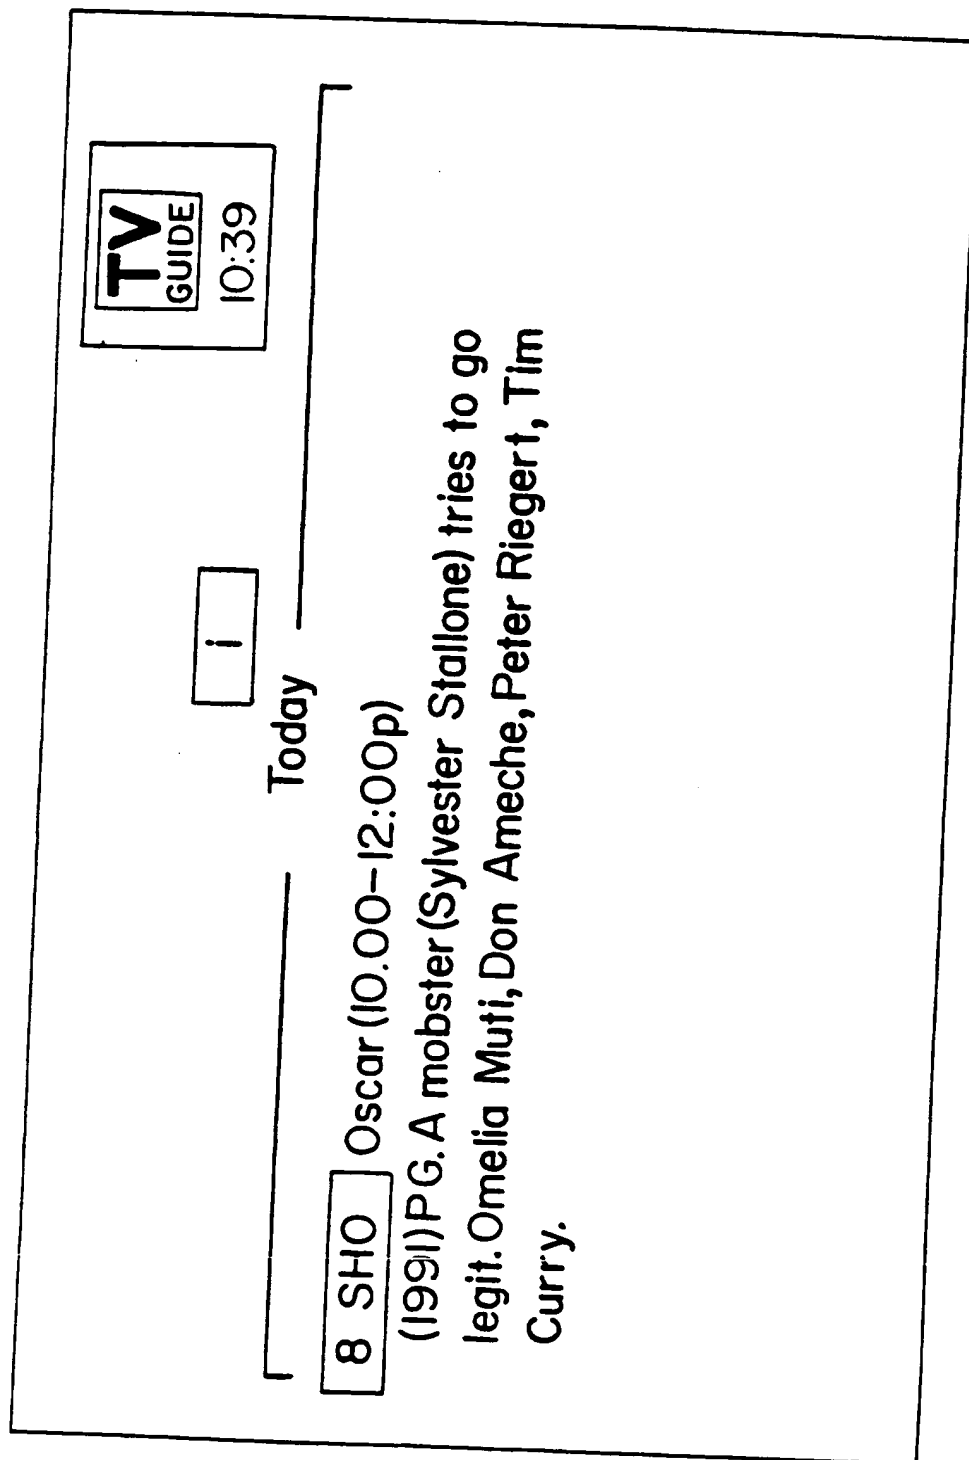 TV
GUIDE
10:39
i
Today
8 SHO Oscar (10.00-12:00p)
(1991) PG. A mobster (Sylvester Stallone) tries to go
legit. Omelia Muti, Don Ameche, Peter Riegert, Tim
Curry.